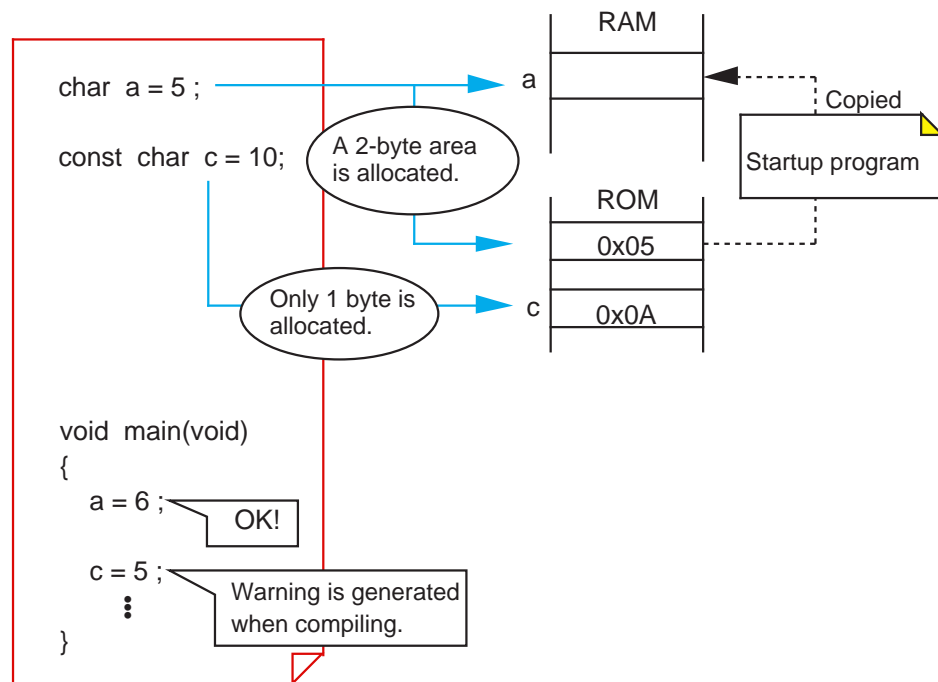 RAM
char a = 5 ;
a
Copied
A 2-byte area
is allocated.
const char c = 10;
Startup program
ROM
0x05
Only 1 byte is
allocated.
c
0x0A
void main(void)
{
a = 6 ;
OK!
c = 5 ;
Warning is generated
when compiling.
}